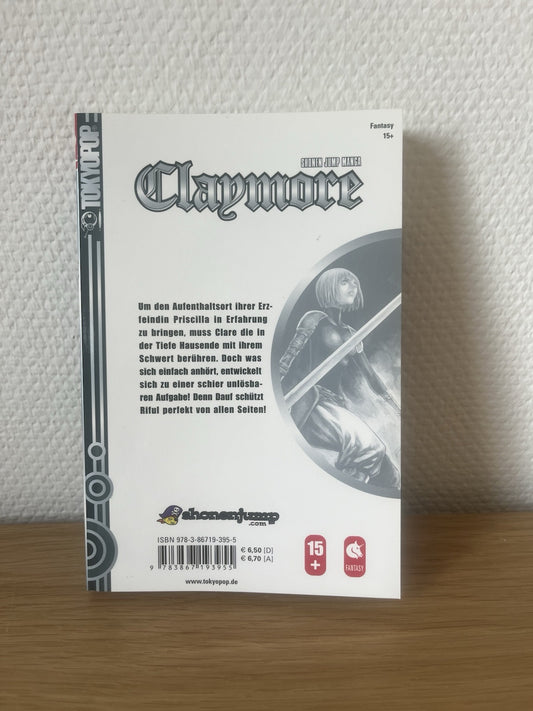 TOKYOPOP
Fantasy
15+
SHONEN JUMP MANGA
Claymore
Um den Aufenthaltsort ihrer Erz-
feindin Priscilla in Erfahrung
zu bringen, muss Clare die in
der Tiefe Hausende mit ihrem
Schwert berühren. Doch was
sich einfach anhört, entwickelt
sich zu einer schier unlösba-
ren Aufgabe! Denn Dauf schützt
Riful perfekt von allen Seiten!
shonenjump
.com
ISBN 978-3-86719-395-5
€ 6,50 [D]
€ 6,70 [A]
9 783867 193955
www.tokyopop.de
15
+
FANTASY